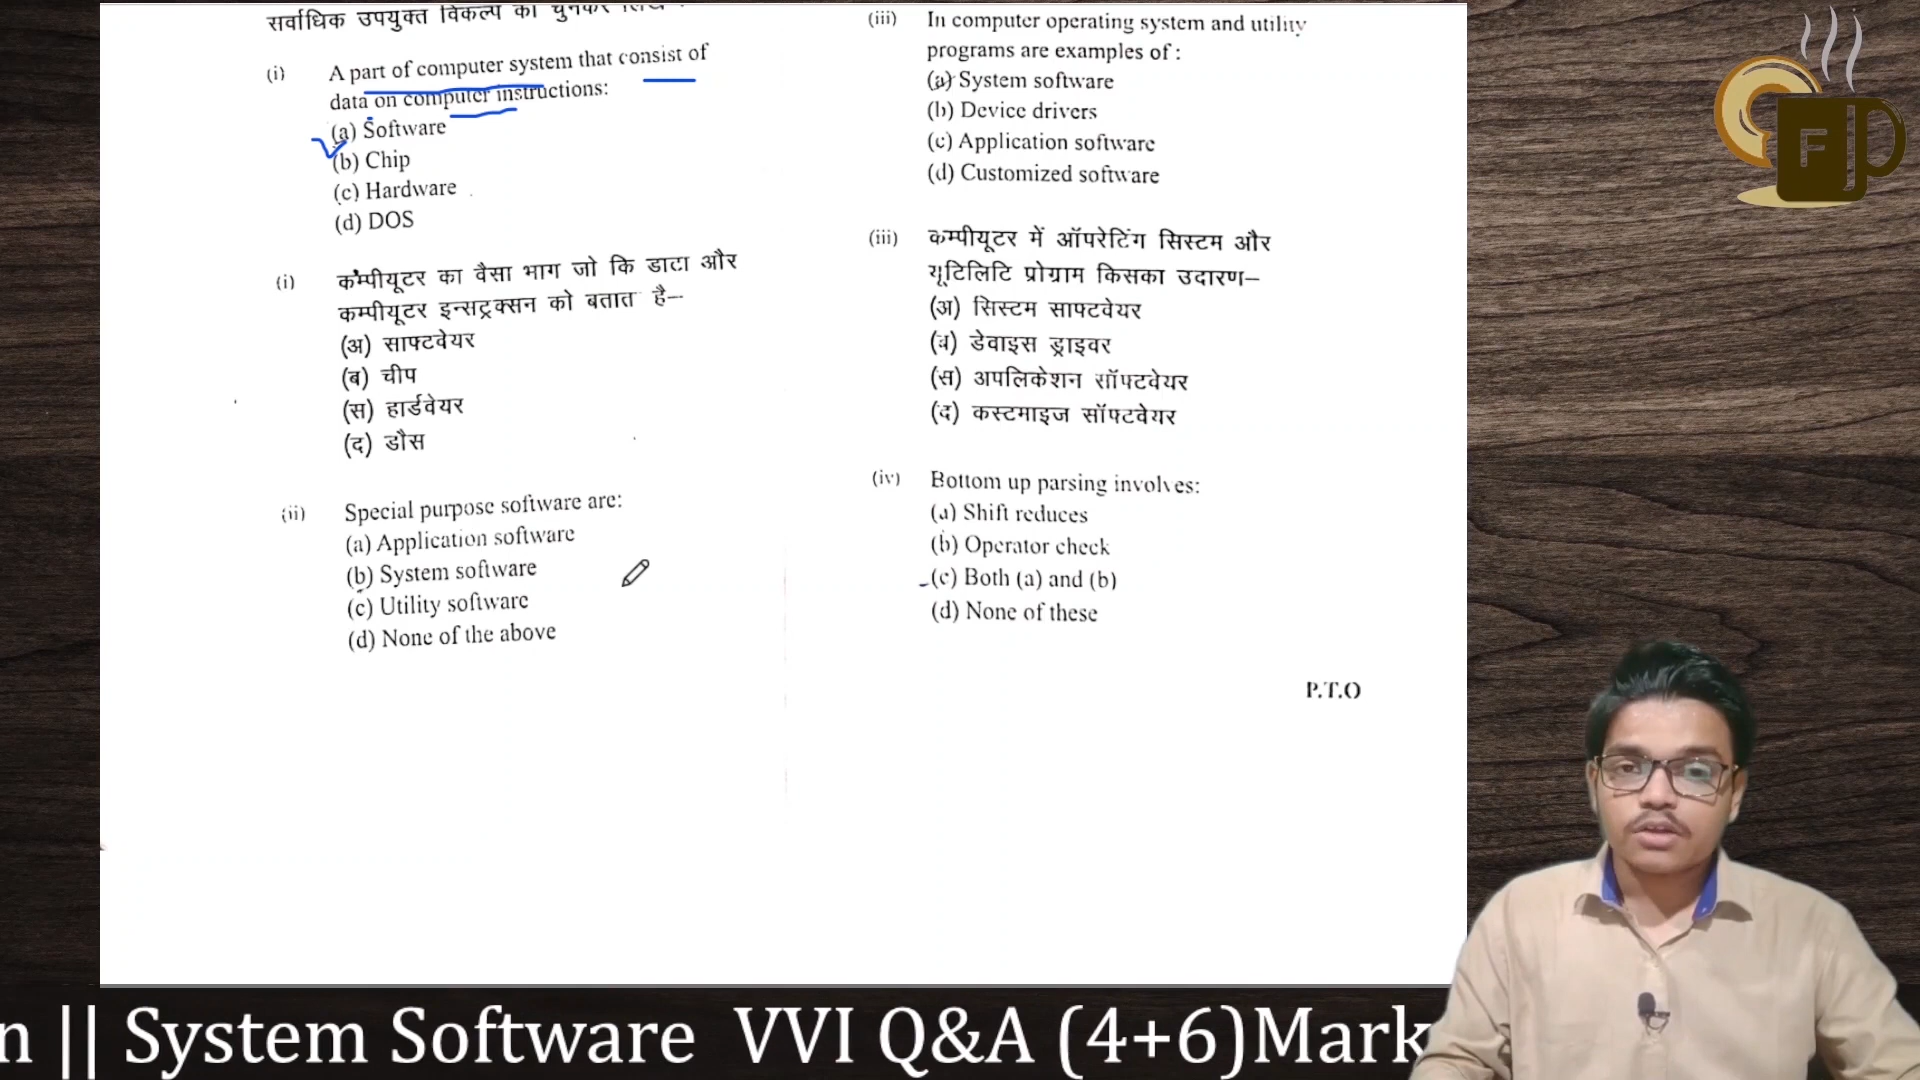 सर्वाधिक उपयुक्त विकल्प को चुनकर
(i) A part of computer system that consist of
data on computer instructions:
(a) Software
(b) Chip
(c) Hardware
(d) DOS
(i) कम्पीयूटर का वैसा भाग जो कि डाटा और
कम्पीयूटर इन्सट्रक्सन को बतात है–
(अ) साफ्टवेयर
(ब) चीप
(स) हार्डवेयर
(द) डौस
(ii) Special purpose software are:
(a) Application software
(b) System software
(c) Utility software
(d) None of the above
(iii) In computer operating system and utility
programs are examples of :
(a) System software
(b) Device drivers
(c) Application software
(d) Customized software
(iii) कम्पीयूटर में ऑपरेटिंग सिस्टम और
यूटिलिटि प्रोग्राम किसका उदारण–
(अ) सिस्टम साफ्टवेयर
(ब) डेवाइस ड्राइवर
(स) अपलिकेशन सॉफ्टवेयर
(द) कस्टमाइज सॉफ्टवेयर
(iv) Bottom up parsing involves:
(a) Shift reduces
(b) Operator check
(c) Both (a) and (b)
(d) None of these
P.T.O
F
n || System Software VVI Q&A (4+6)Mark